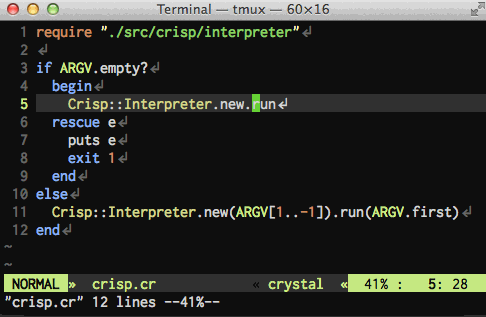 Terminal — tmux — 60×16
1 require "./src/crisp/interpreter"↲
2 ↲
3 if ARGV.empty?↲
4   begin↲
5     Crisp::Interpreter.new.run↲
6   rescue e↲
7     puts e↲
8     exit 1↲
9   end↲
10 else↲
11   Crisp::Interpreter.new(ARGV[1..-1]).run(ARGV.first)↲
12 end↲
~
~
NORMAL » crisp.cr « crystal « 41% : 5: 28
"crisp.cr" 12 lines --41%--